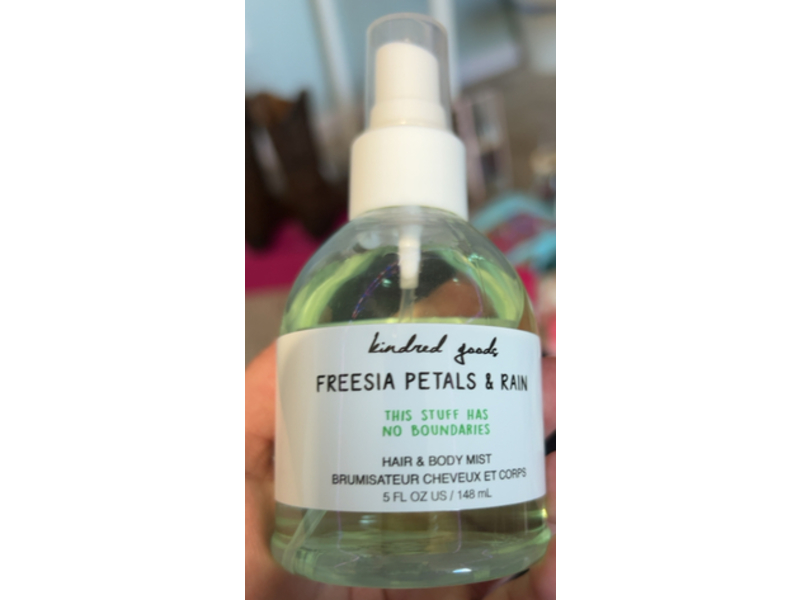 kindred goods
FREESIA PETALS & RAIN
THIS STUFF HAS
NO BOUNDARIES
HAIR & BODY MIST
BRUMISATEUR CHEVEUX ET CORPS
5 FL OZ US / 148 mL